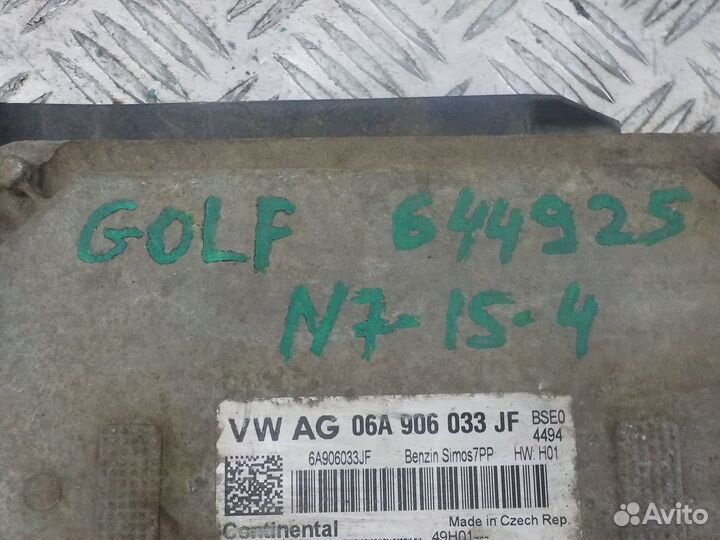 GOLF 644925
N7-15-4
VW AG 06A 906 033 JF BSE0
4494
6A906033JF Benzin Simos7PP HW: H01
Continental Made in Czech Rep.
49H01---
Avito